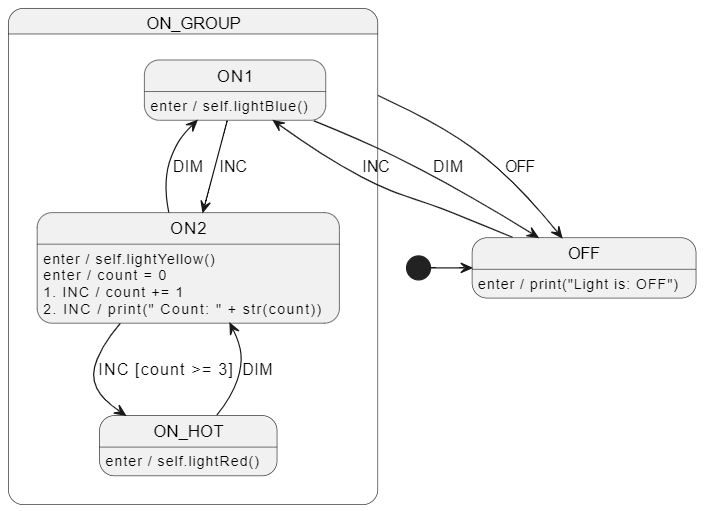 ON_GROUP
ON1
enter / self.lightBlue()
DIM
INC
INC
DIM
OFF
ON2
enter / self.lightYellow()
enter / count = 0
1. INC / count += 1
2. INC / print(" Count: " + str(count))
OFF
enter / print("Light is: OFF")
INC [count >= 3]
DIM
ON_HOT
enter / self.lightRed()